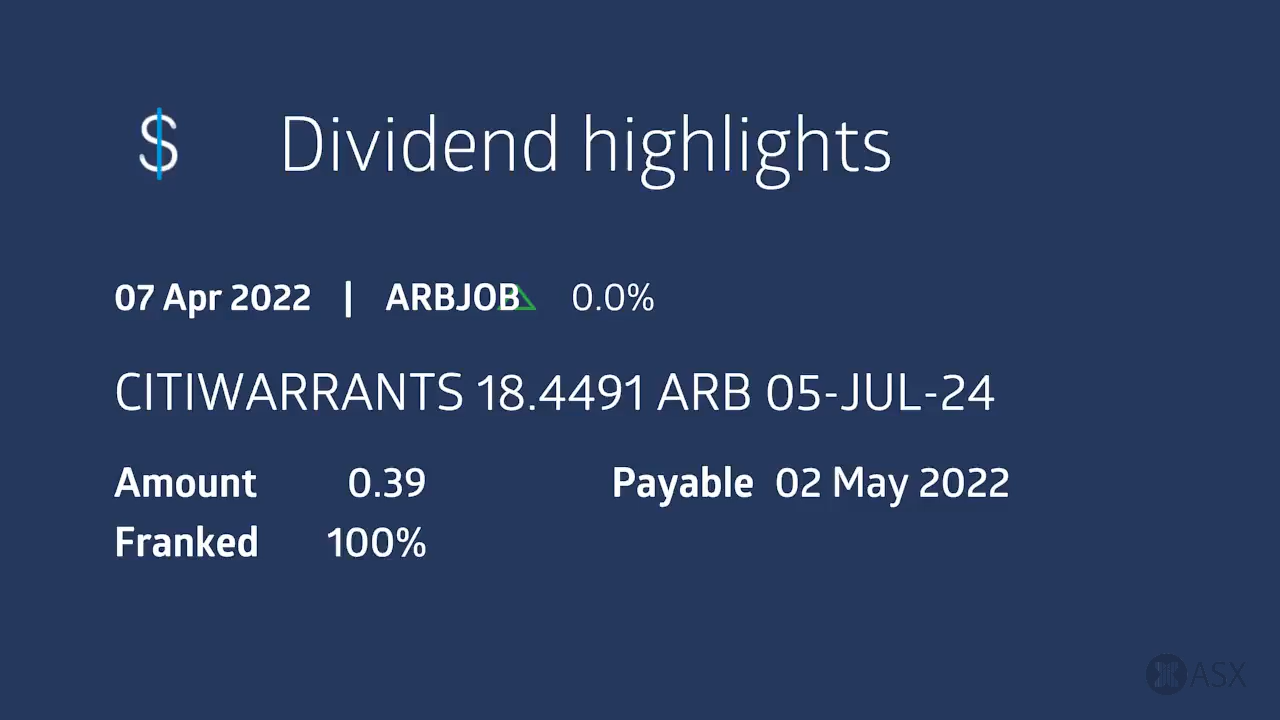 $ Dividend highlights
07 Apr 2022 | ARBJOB 0.0%
CITIWARRANTS 18.4491 ARB 05-JUL-24
Amount 0.39 Payable 02 May 2022
Franked 100%
ASX